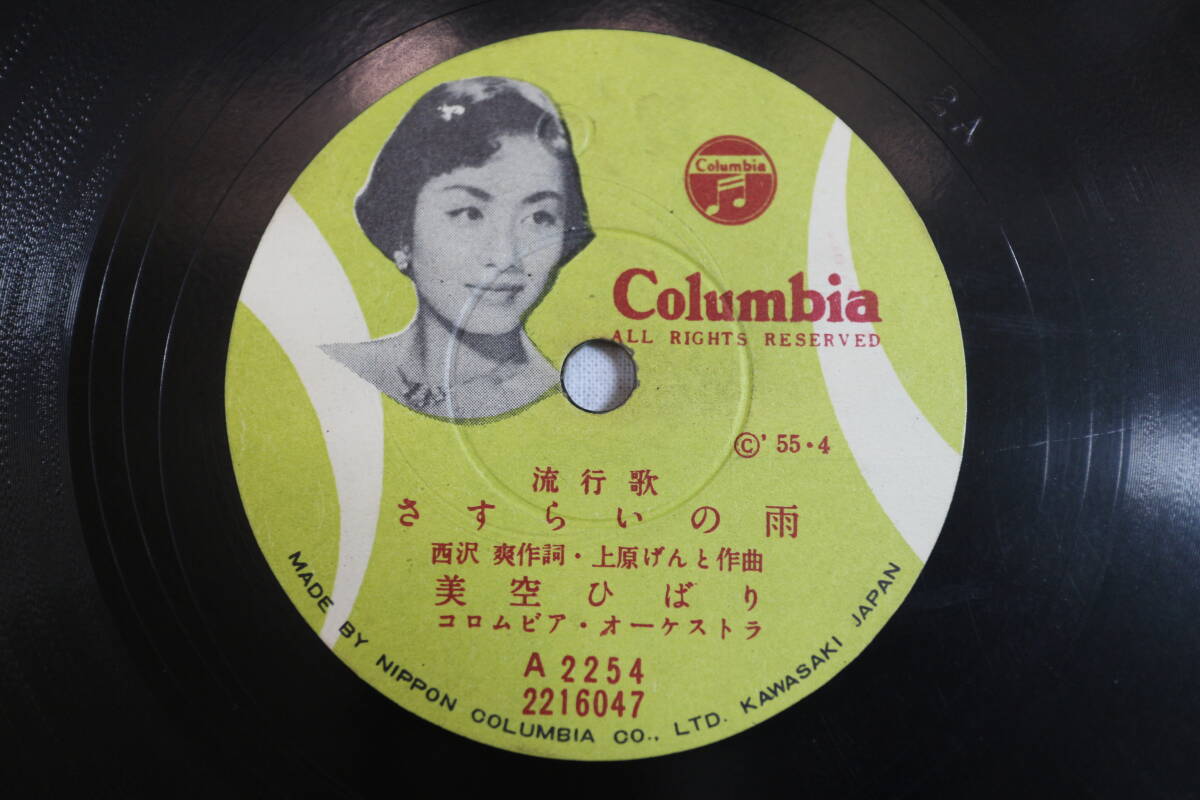 2A
Columbia
Columbia
ALL RIGHTS RESERVED
©'55・4
流行歌
さすらいの雨
西沢 爽作詞・上原げんと作曲
美空ひばり
コロムビア・オーケストラ
A 2254
2216047
MADE BY NIPPON COLUMBIA CO., LTD. KAWASAKI JAPAN